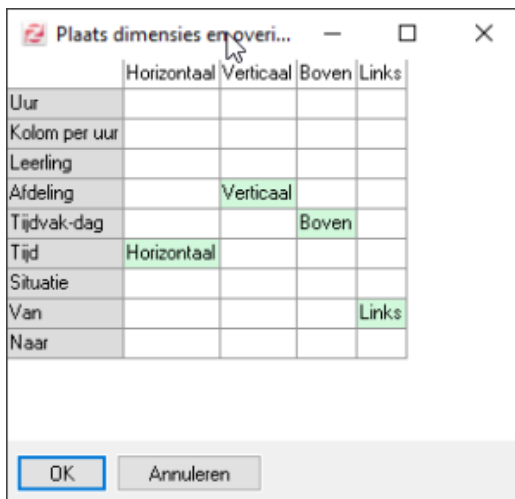 Plaats dimensies en overi...
Horizontaal Verticaal Boven Links
Uur
Kolom per uur
Leerling
Afdeling Verticaal
Tijdvak-dag Boven
Tijd Horizontaal
Situatie
Van Links
Naar
OK Annuleren